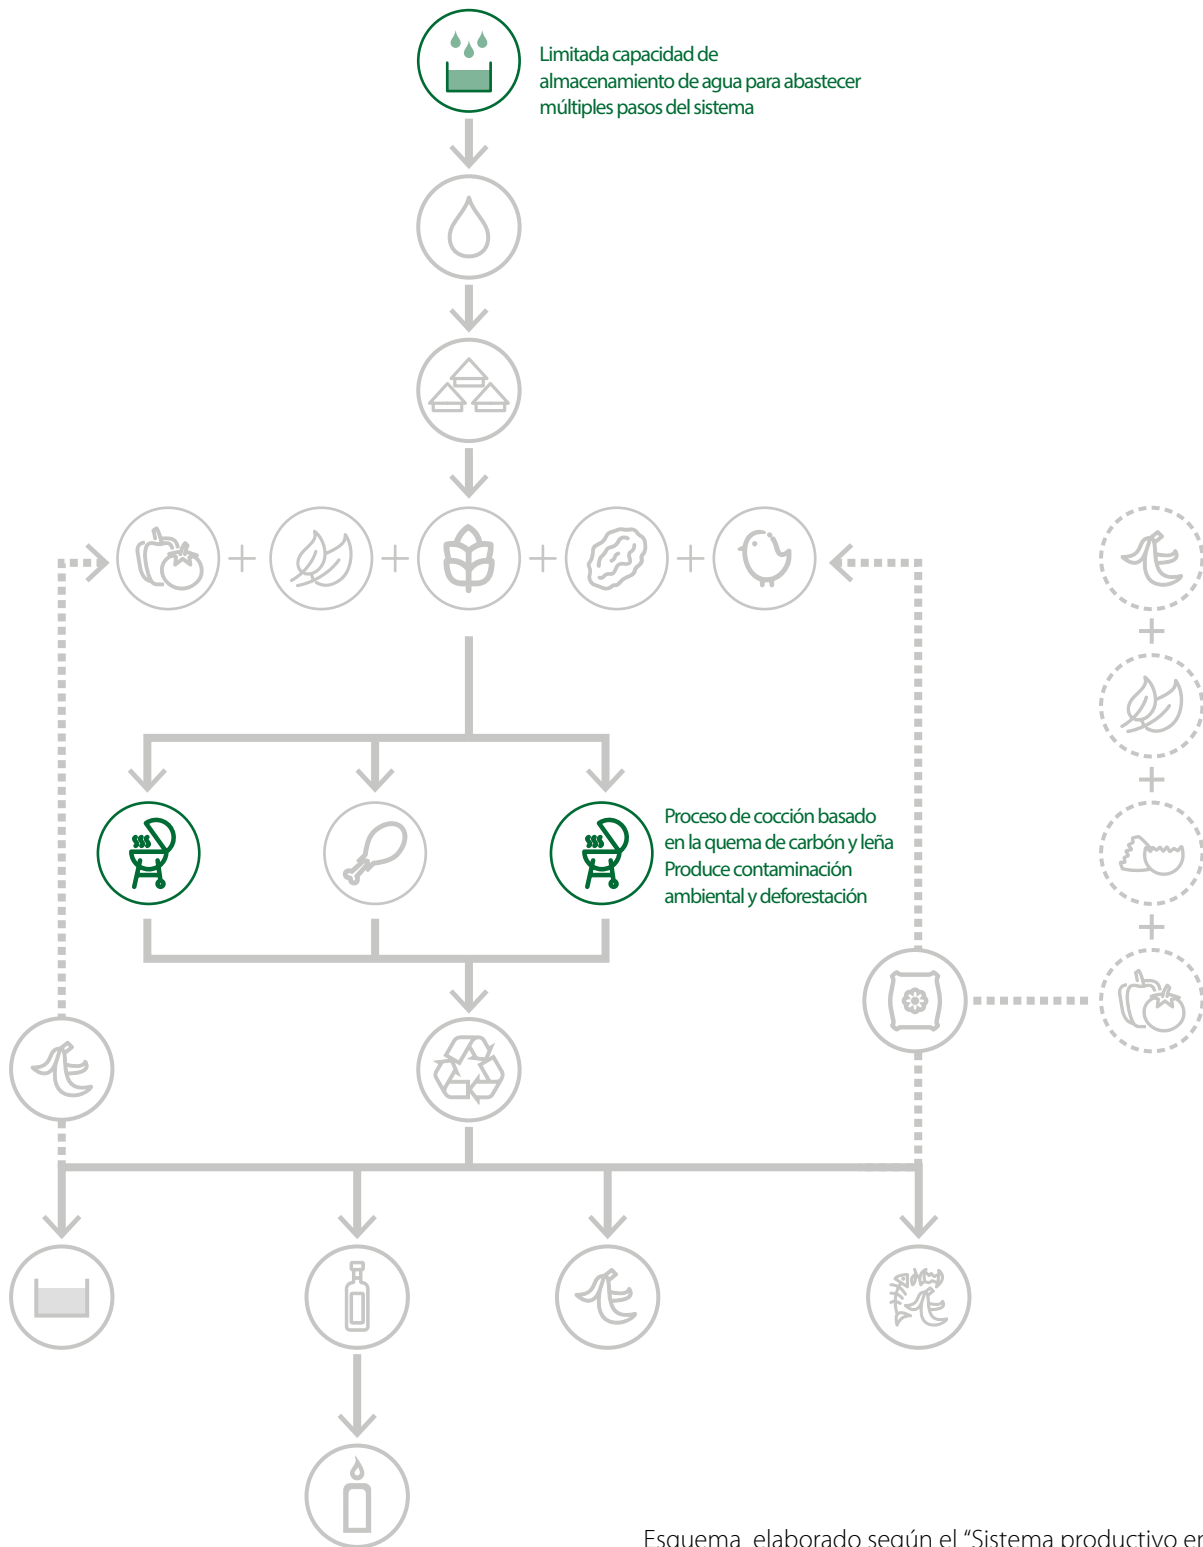 Limitada capacidad de
almacenamiento de agua para abastecer
múltiples pasos del sistema
Proceso de cocción basado
en la quema de carbón y leña
Produce contaminación
ambiental y deforestación
Esquema elaborado según el “Sistema productivo en